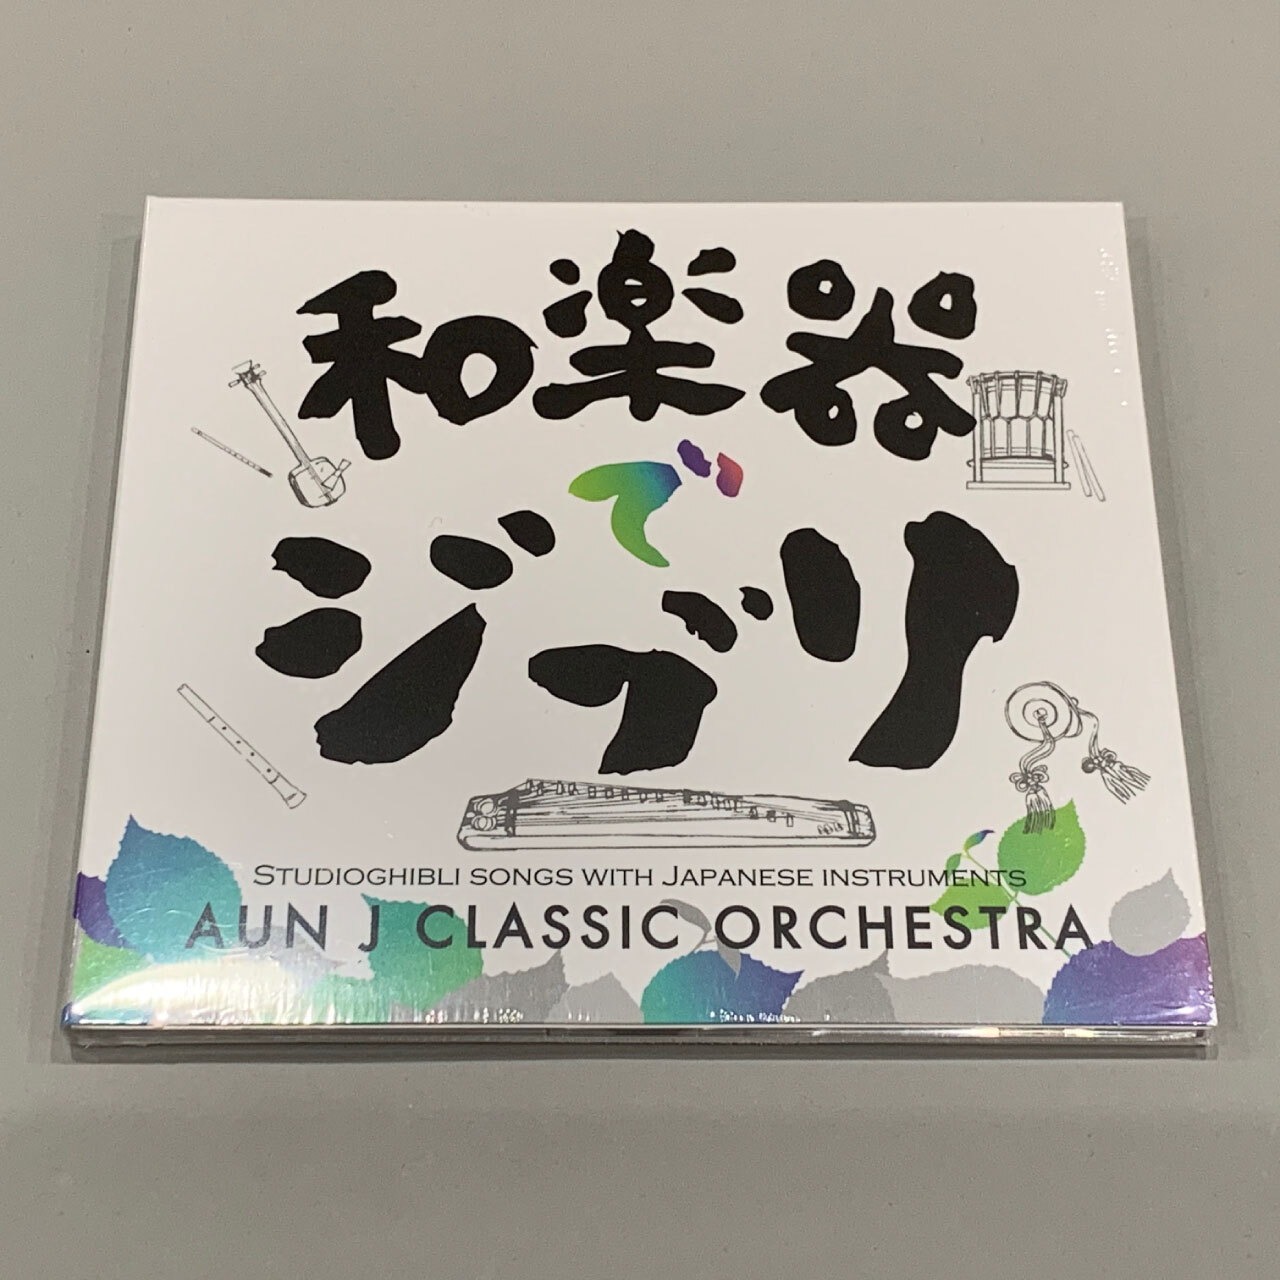 和楽器
で
ジブリ
STUDIOGHIBLI SONGS WITH JAPANESE INSTRUMENTS
AUN J CLASSIC ORCHESTRA